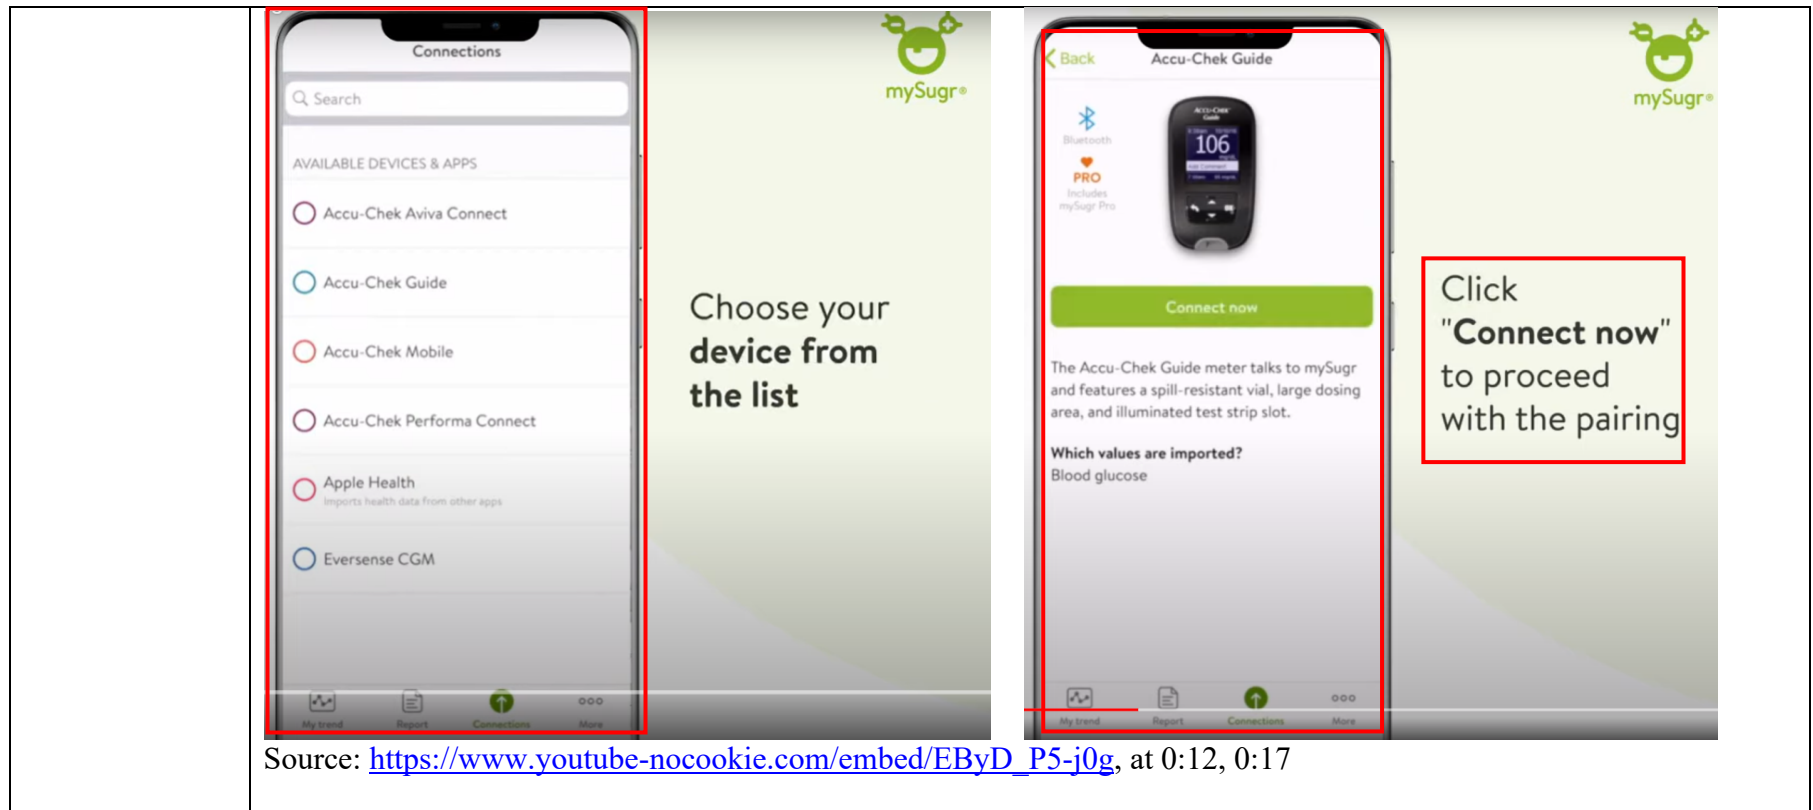 Connections
Search
AVAILABLE DEVICES & APPS
Accu-Chek Aviva Connect
Accu-Chek Guide
Accu-Chek Mobile
Accu-Chek Performa Connect
Apple Health
Imports health data from other apps
Eversense CGM
My trend Report Connections More
mySugr®
Choose your
device from
the list
Back Accu-Chek Guide
Bluetooth
PRO
Includes
mySugr Pro
ACCU-CHEK
Guide
106
Connect now
The Accu-Chek Guide meter talks to mySugr
and features a spill-resistant vial, large dosing
area, and illuminated test strip slot.
Which values are imported?
Blood glucose
My trend Report Connections More
mySugr®
Click
"Connect now"
to proceed
with the pairing
Source: https://www.youtube-nocookie.com/embed/EByD_P5-j0g, at 0:12, 0:17